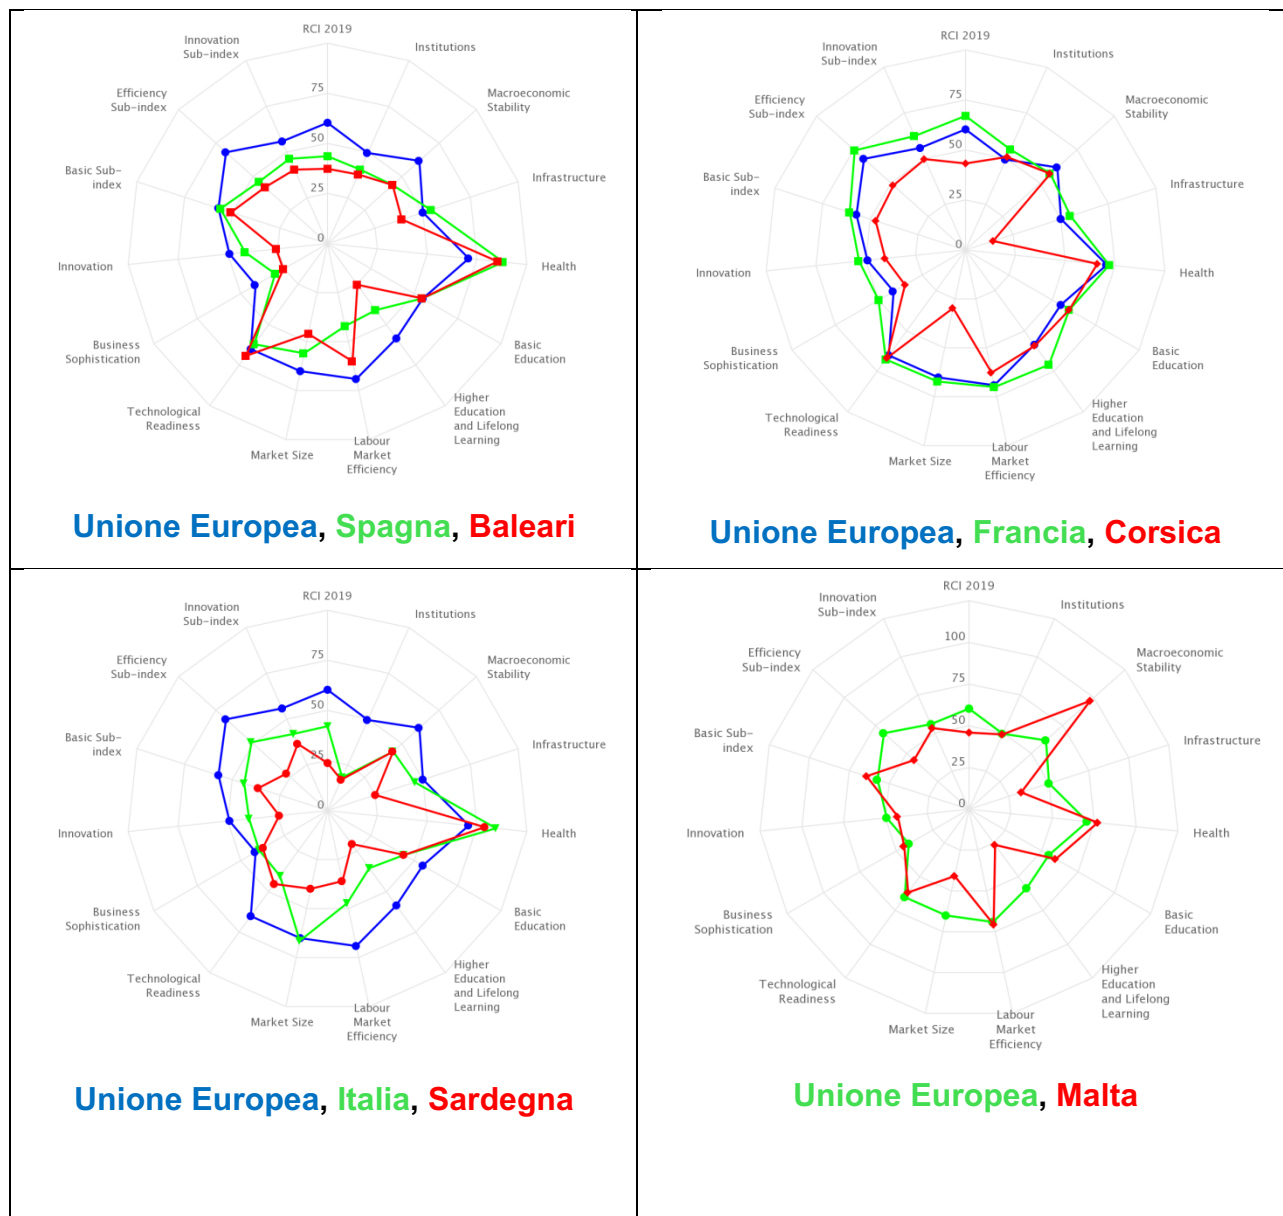 RCI 2019
Institutions
Macroeconomic
Stability
Infrastructure
Health
Basic
Education
Higher
Education
and Lifelong
Learning
Labour
Market
Efficiency
Market Size
Technological
Readiness
Business
Sophistication
Innovation
Basic Sub-
index
Efficiency
Sub-index
Innovation
Sub-index
75
50
25
0
Unione Europea, Spagna, Baleari
RCI 2019
Institutions
Macroeconomic
Stability
Infrastructure
Health
Basic
Education
Higher
Education
and Lifelong
Learning
Labour
Market
Efficiency
Market Size
Technological
Readiness
Business
Sophistication
Innovation
Basic Sub-
index
Efficiency
Sub-index
Innovation
Sub-index
75
50
25
0
Unione Europea, Francia, Corsica
RCI 2019
Institutions
Macroeconomic
Stability
Infrastructure
Health
Basic
Education
Higher
Education
and Lifelong
Learning
Labour
Market
Efficiency
Market Size
Technological
Readiness
Business
Sophistication
Innovation
Basic Sub-
index
Efficiency
Sub-index
Innovation
Sub-index
75
50
25
0
Unione Europea, Italia, Sardegna
RCI 2019
Institutions
Macroeconomic
Stability
Infrastructure
Health
Basic
Education
Higher
Education
and Lifelong
Learning
Labour
Market
Efficiency
Market Size
Technological
Readiness
Business
Sophistication
Innovation
Basic Sub-
index
Efficiency
Sub-index
Innovation
Sub-index
100
75
50
25
0
Unione Europea, Malta